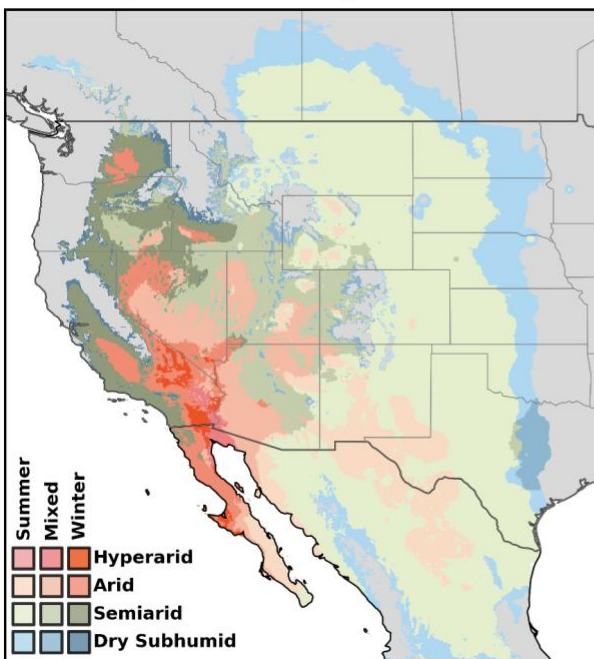 Summer
Mixed
Winter
Hyperarid
Arid
Semiarid
Dry Subhumid